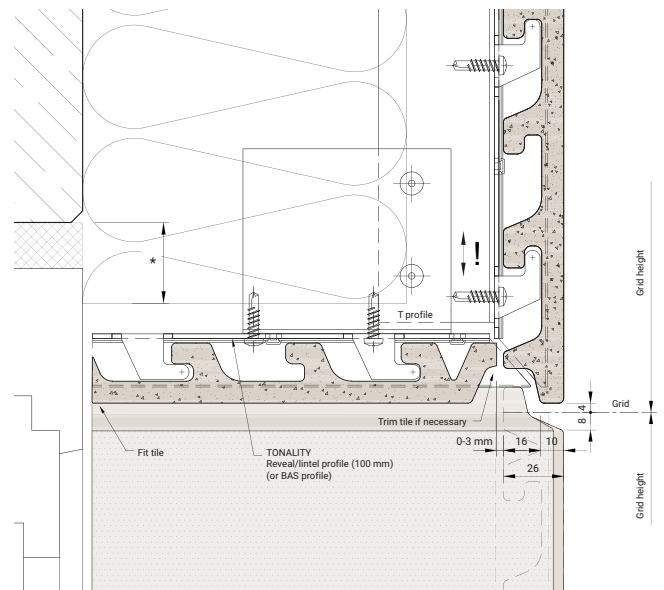 *
!
T profile
Grid height
Grid
4
8
Trim tile if necessary
0-3 mm
16
10
26
Fit tile
TONALITY
Reveal/lintel profile (100 mm)
(or BAS profile)
Grid height